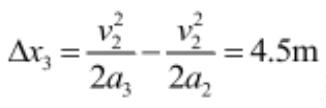 Δx₃ = v₂²/2a₃ − v₂²/2a₂ = 4.5m